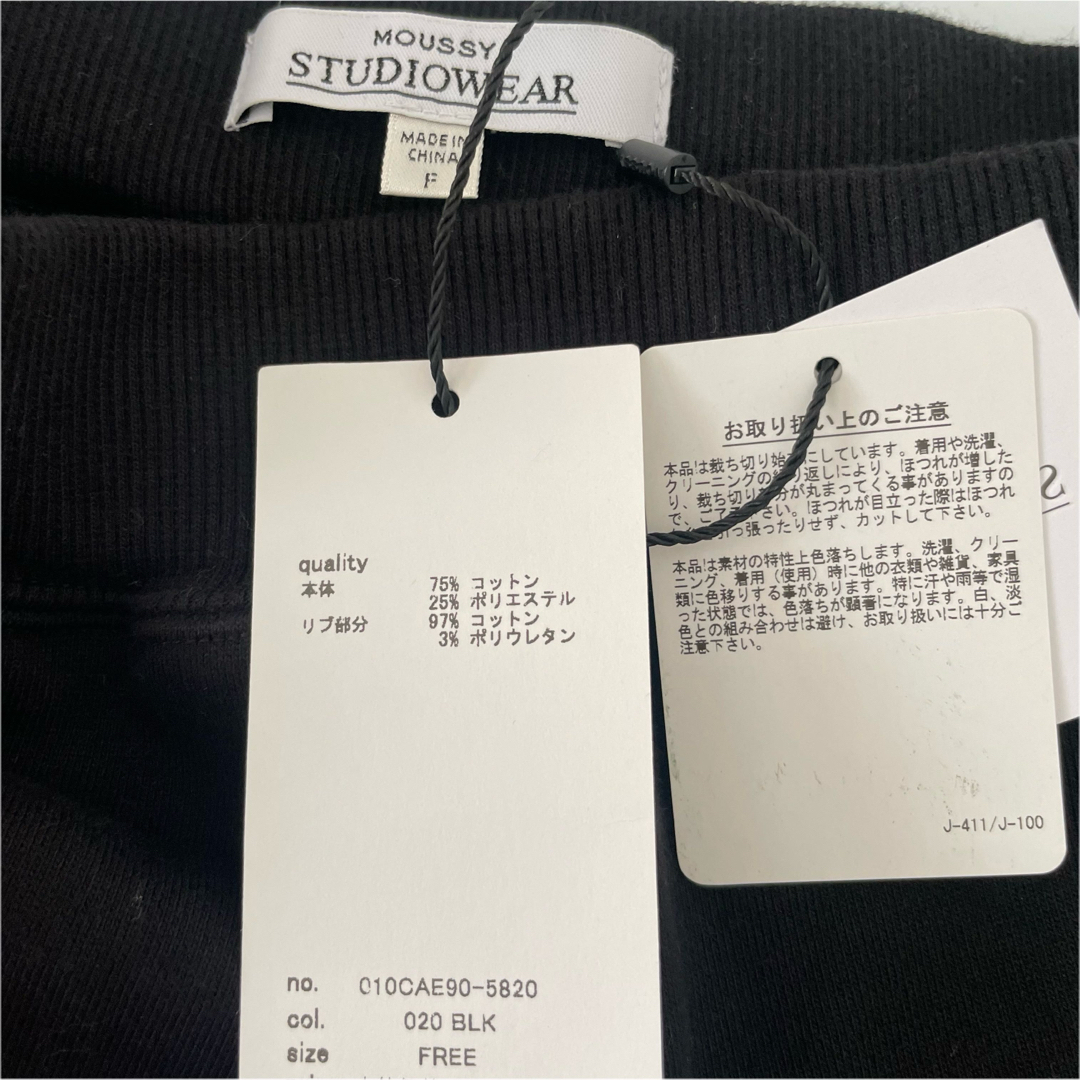 MOUSSY
STUDIOWEAR
MADE IN
CHINA
F
quality
本体 75% コットン
25% ポリエステル
リブ部分 97% コットン
3% ポリウレタン
no. 010CAE90-5820
col. 020 BLK
size FREE
お取り扱い上のご注意
本品は裁ち切り始末にしています。着用や洗濯、
クリーニングの繰り返しにより、ほつれが増した
り、裁ち切り部分が丸まってくる事がありますの
で、ご了承下さい。ほつれが目立った際はほつれ
引っ張ったりせず、カットして下さい。
本品は素材の特性上色落ちします。洗濯、クリー
ニング、着用（使用）時に他の衣類や雑貨、家具
類に色移りする事があります。特に汗や雨等で湿
った状態では、色落ちが顕著になります。白、淡
色との組み合わせは避け、お取り扱いには十分ご
注意下さい。
J-411/J-100